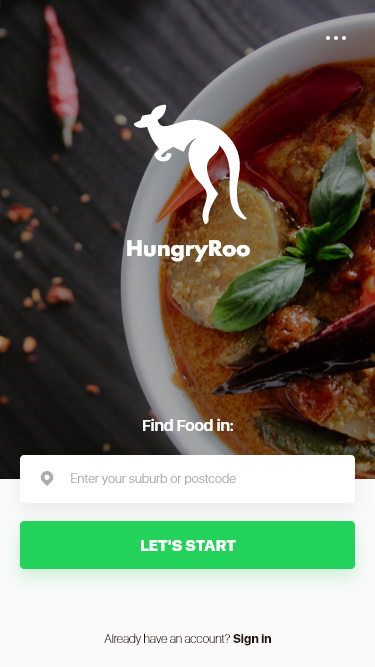 HungryRoo
Find Food in:
Enter your suburb or postcode
LET'S START
Already have an account? Sign in